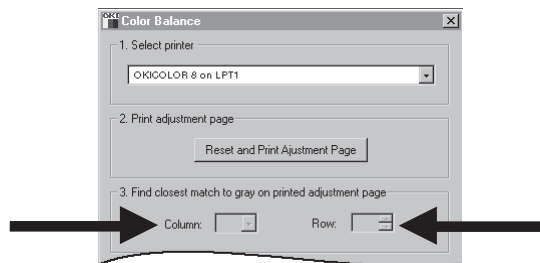 OKI Color Balance
1. Select printer
OKICOLOR 8 on LPT1
2. Print adjustment page
Reset and Print Ajustment Page
3. Find closest match to gray on printed adjustment page
Column: Row: